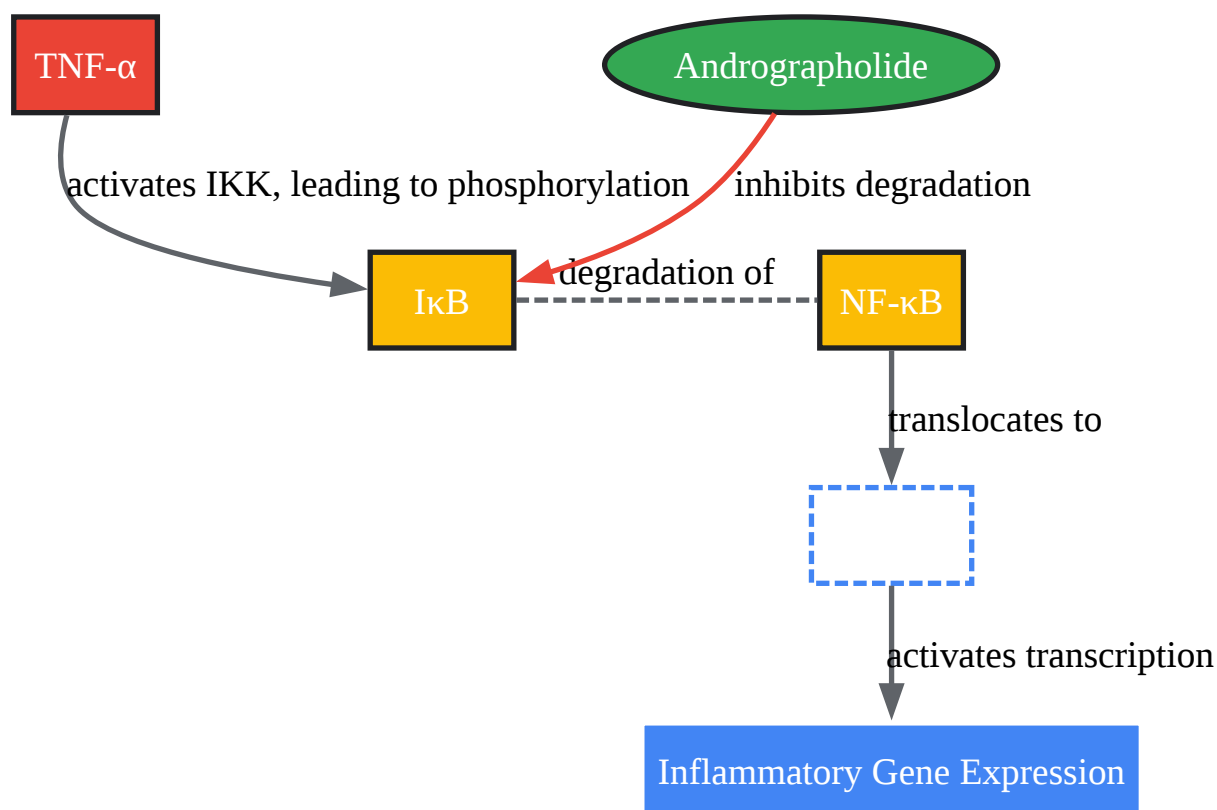 TNF-α
Andrographolide
activates IKK, leading to phosphorylation
inhibits degradation
degradation of
IκB
NF-κB
translocates to
activates transcription
Inflammatory Gene Expression